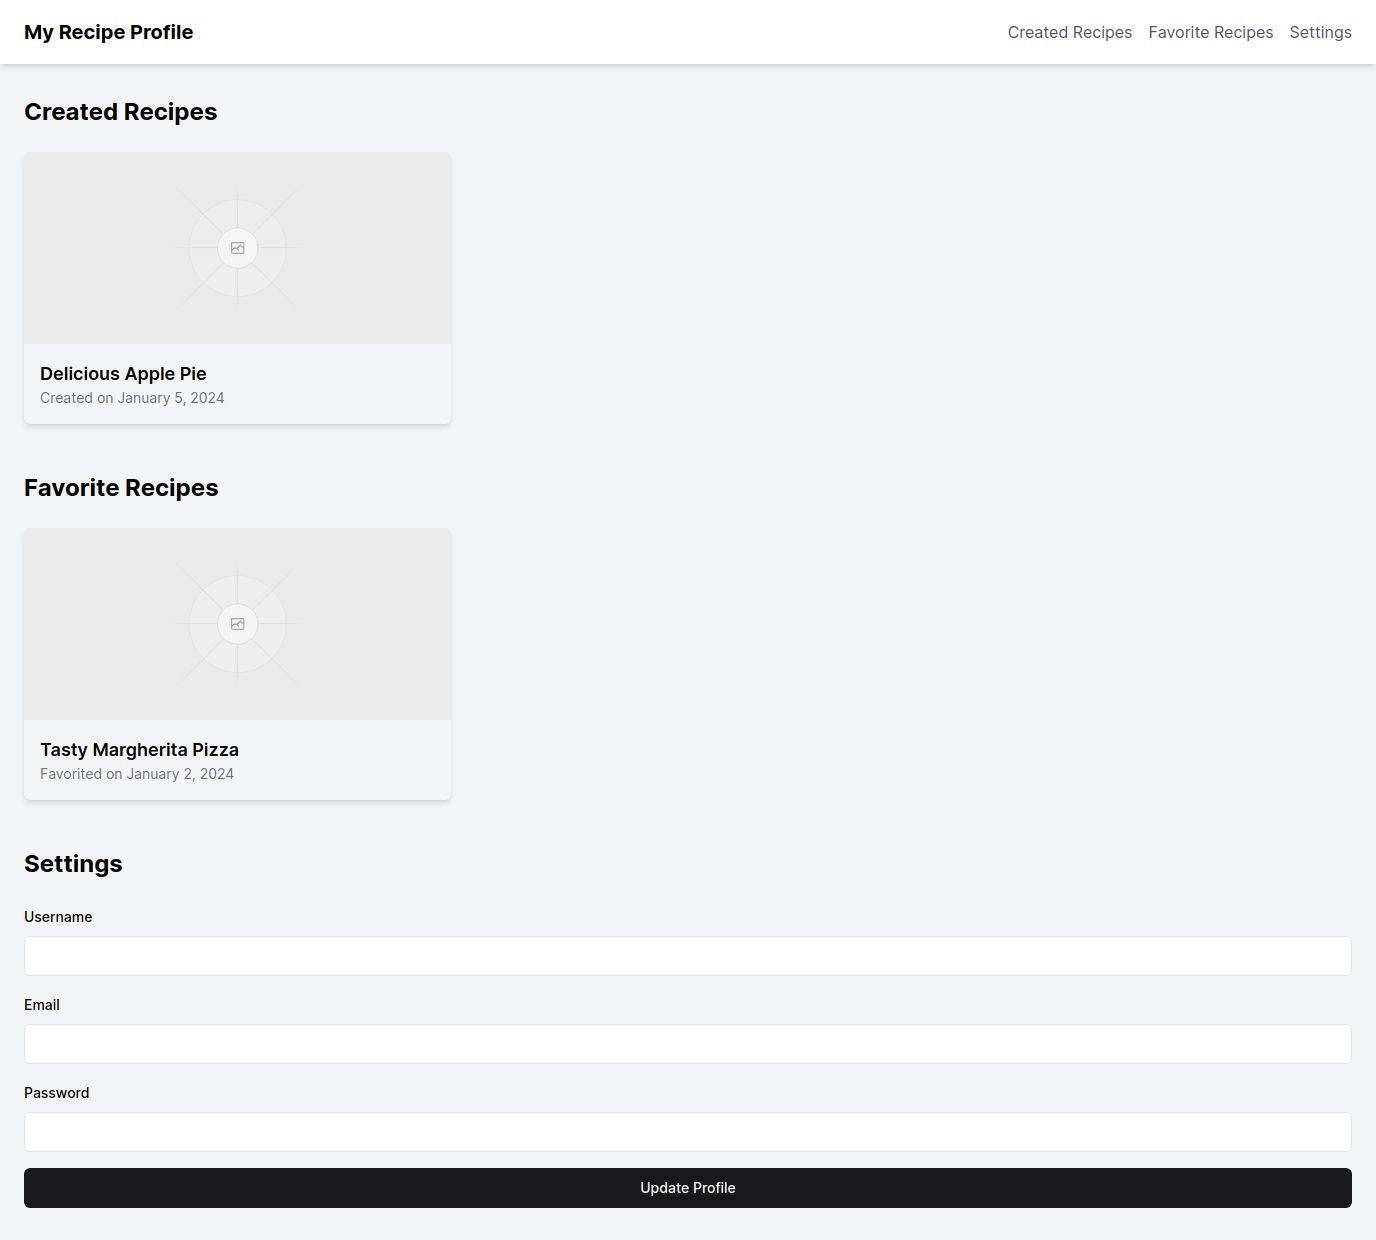 My Recipe Profile
Created Recipes Favorite Recipes Settings
Created Recipes
Delicious Apple Pie
Created on January 5, 2024
Favorite Recipes
Tasty Margherita Pizza
Favorited on January 2, 2024
Settings
Username
Email
Password
Update Profile